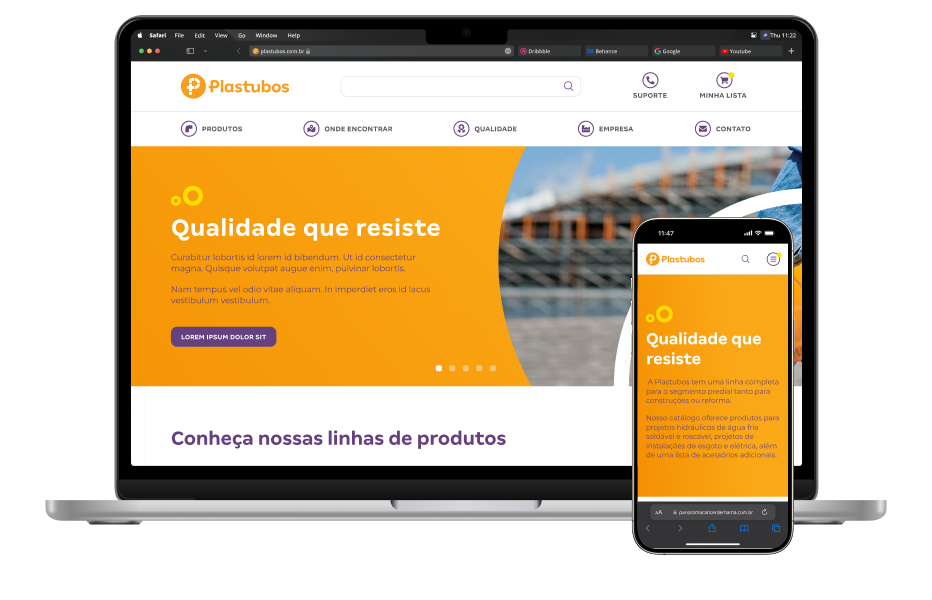 Safari File Edit View Go Window Help
Thu 11:22
plastubos.com.br
Dribbble
Behance
Google
Youtube
Plastubos
SUPORTE
MINHA LISTA
PRODUTOS
ONDE ENCONTRAR
QUALIDADE
EMPRESA
CONTATO
Qualidade que resiste
Curabitur lobortis id lorem id bibendum. Ut id consectetur
magna. Quisque volutpat augue enim, pulvinar lobortis.
Nam tempus vel odio vitae aliquam. In imperdiet eros id lacus
vestibulum vestibulum.
LOREM IPSUM DOLOR SIT
Conheça nossas linhas de produtos
11:47
Plastubos
Qualidade que
resiste
A Plastubos tem uma linha completa
para o segmento predial tanto para
construções ou reforma.
Nosso catálogo oferece produtos para
projetos hidráulicos de água fria
soldável e roscável, projetos de
instalações de esgoto e elétrica, além
de uma lista de acessórios adicionais.
AA